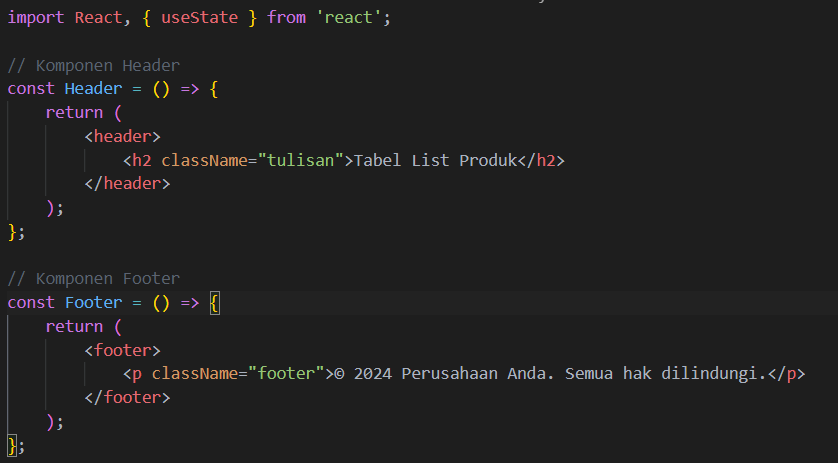 import React, { useState } from 'react';
// Komponen Header
const Header = () => {
    return (
        <header>
            <h2 className="tulisan">Tabel List Produk</h2>
        </header>
    );
};
// Komponen Footer
const Footer = () => {
    return (
        <footer>
            <p className="footer">© 2024 Perusahaan Anda. Semua hak dilindungi.</p>
        </footer>
    );
};